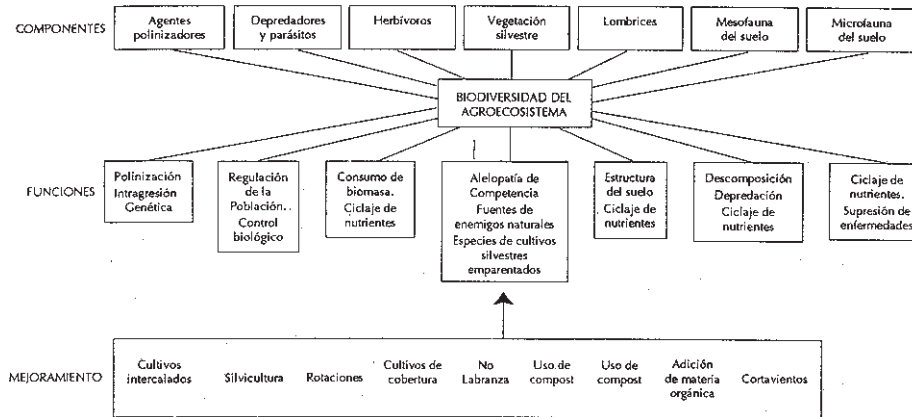 COMPONENTES
Agentes
polinizadores
Depredadores
y parásitos
Herbívoros
Vegetación
silvestre
Lombrices
Mesofauna
del suelo
Microfauna
del suelo
BIODIVERSIDAD DEL
AGROECOSISTEMA
FUNCIONES
Polinización
Intragresión
Genética
Regulación
de la
Población..
Control
biológico
Consumo de
biomasa.
Ciclaje de
nutrientes
Alelopatía de
Competencia
Fuentes de
enemigos naturales
Especies de cultivos
silvestres
emparentados
Estructura
del suelo
Ciclaje de
nutrientes
Descomposición
Depredación
Ciclaje de
nutrientes
Ciclaje de
nutrientes.
Supresión de
enfermedades
MEJORAMIENTO
Cultivos
intercalados
Silvicultura
Rotaciones
Cultivos de
cobertura
No
Labranza
Uso de
compost
Uso de
compost
Adición
de matería
orgánica
Cortavientos